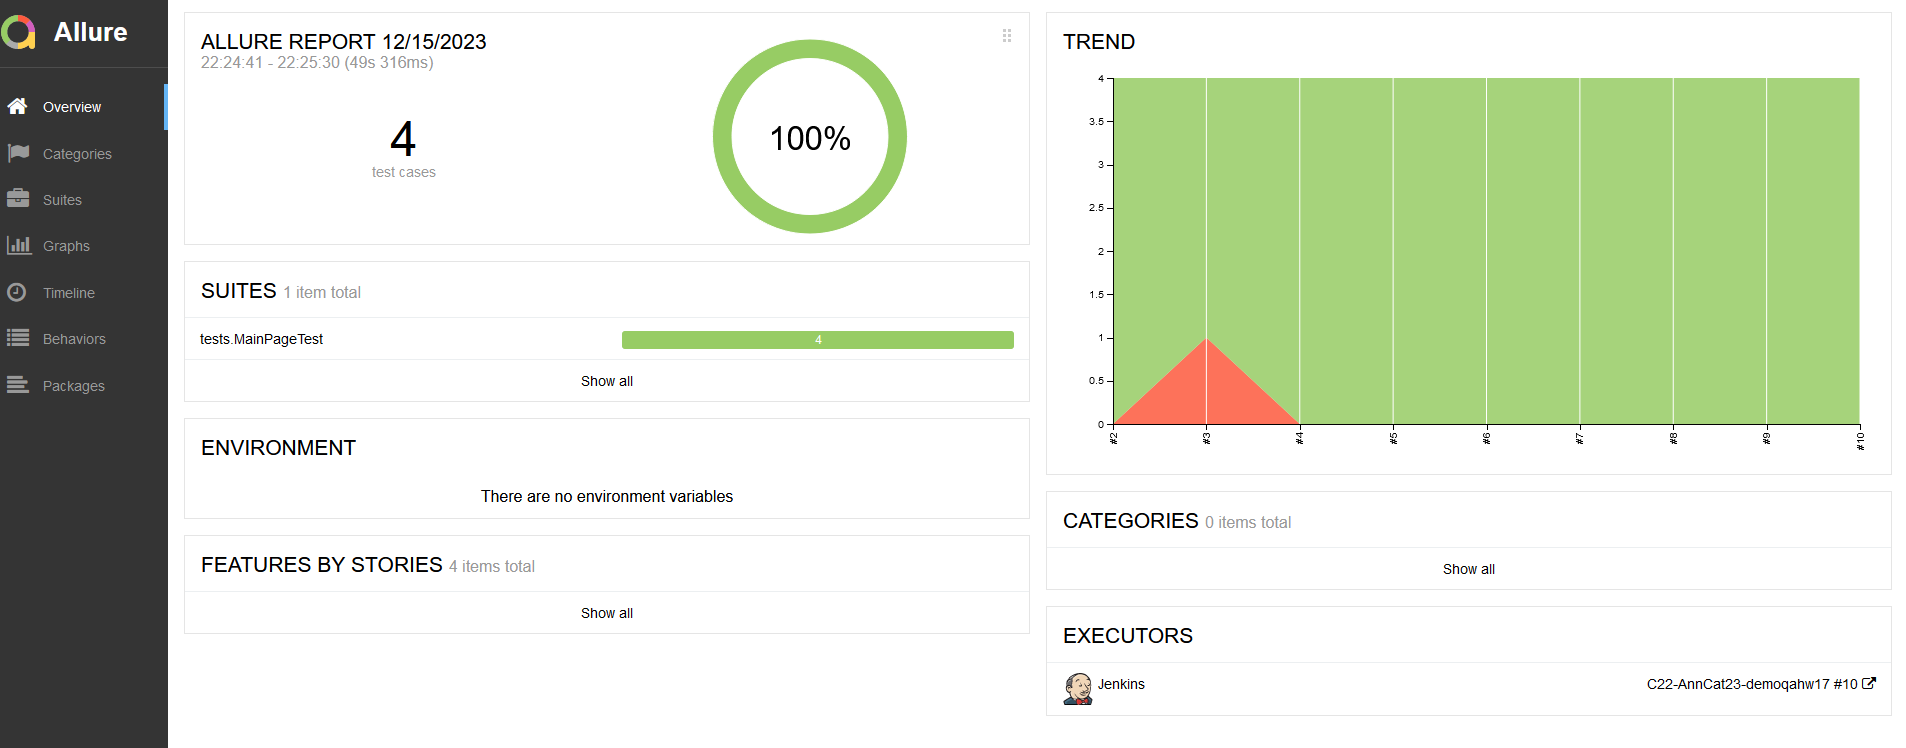 Allure
Overview
Categories
Suites
Graphs
Timeline
Behaviors
Packages
ALLURE REPORT 12/15/2023
22:24:41 - 22:25:30 (49s 316ms)
4
test cases
100%
SUITES 1 item total
tests.MainPageTest 4
Show all
ENVIRONMENT
There are no environment variables
FEATURES BY STORIES 4 items total
Show all
TREND
4
3.5
3
2.5
2
1.5
1
0.5
0
#2 #3 #4 #5 #6 #7 #8 #9 #10
CATEGORIES 0 items total
Show all
EXECUTORS
Jenkins C22-AnnCat23-demoqahw17 #10